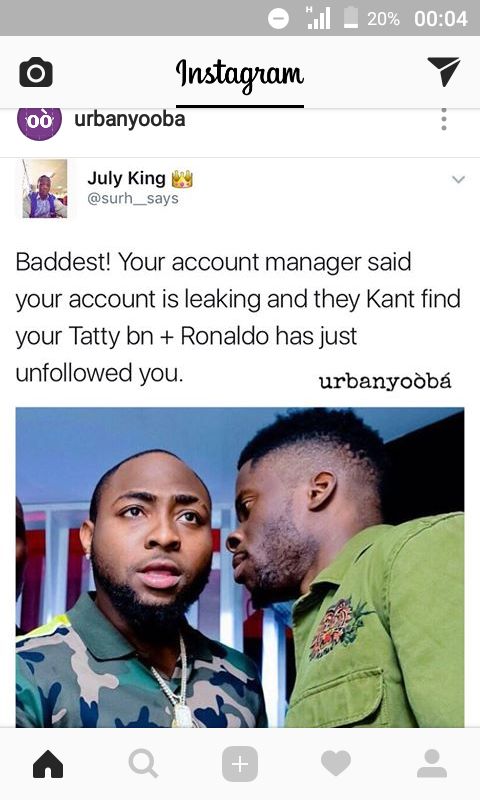 H 20% 00:04
Instagram
oò urbanyooba
July King 👑
@surh__says
Baddest! Your account manager said
your account is leaking and they Kant find
your Tatty bn + Ronaldo has just
unfollowed you.
urbanyoòbá